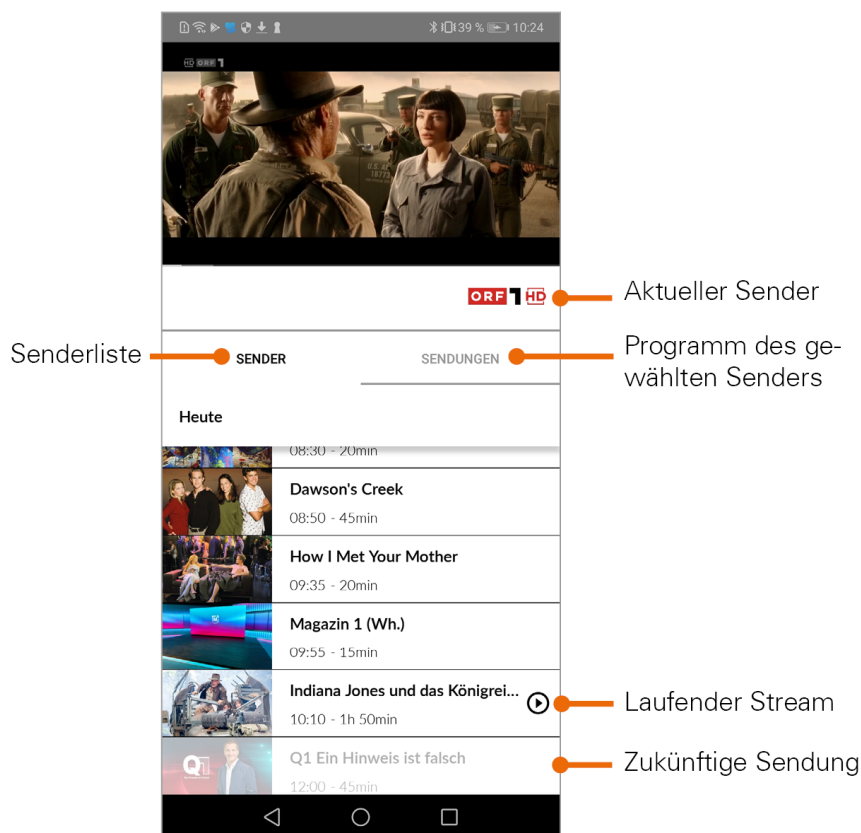 39 % 10:24
HD ORF 1
U.S. AR
18773
ORF 1 HD
Aktueller Sender
Senderliste
SENDER
SENDUNGEN
Programm des ge-
wählten Senders
Heute
08:30 - 20min
Dawson's Creek
08:50 - 45min
How I Met Your Mother
09:35 - 20min
Magazin 1 (Wh.)
09:55 - 15min
Indiana Jones und das Königrei...
10:10 - 1h 50min
Laufender Stream
Q1
Q1 Ein Hinweis ist falsch
12:00 - 45min
Zukünftige Sendung